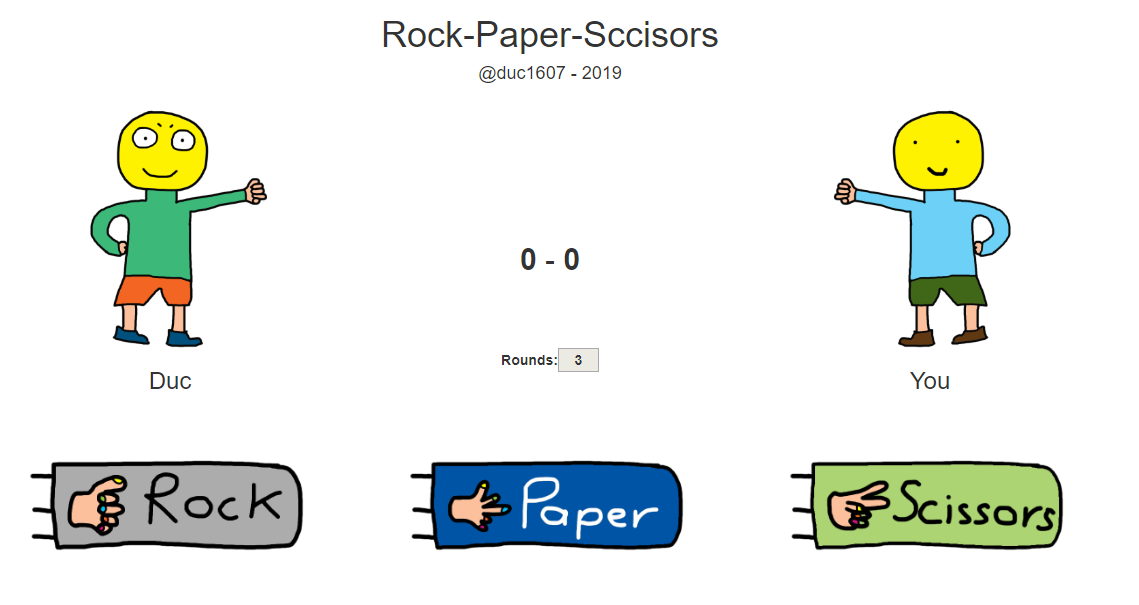 Rock-Paper-Sccisors
@duc1607 - 2019
0 - 0
Rounds: 3
Duc
You
Rock
Paper
Scissors